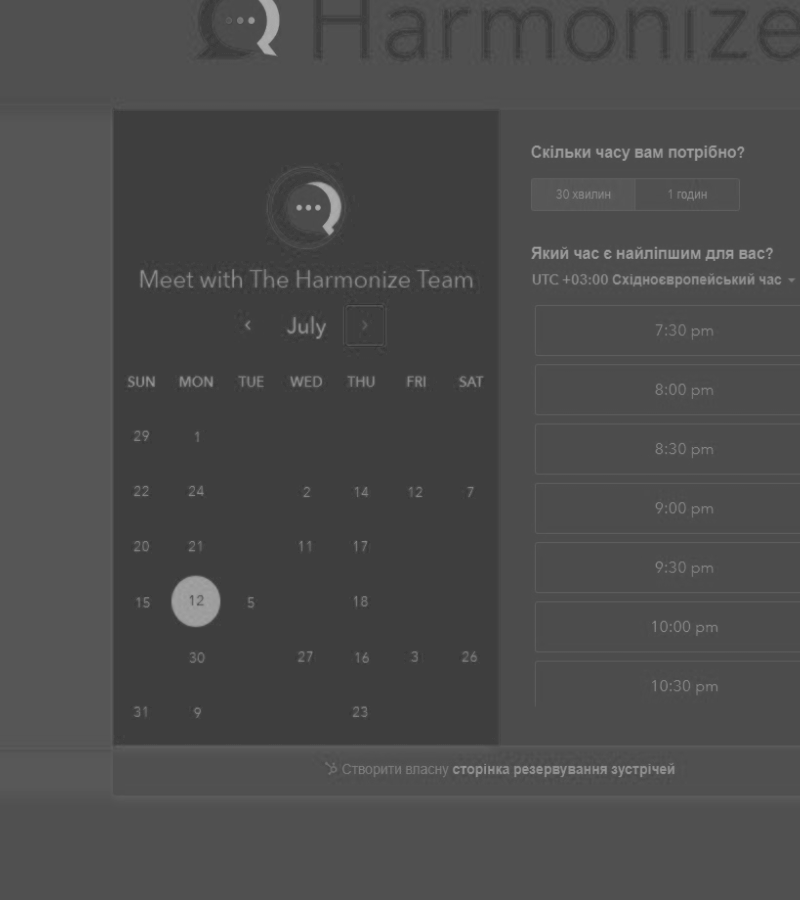 Harmonize
Meet with The Harmonize Team
July
SUN MON TUE WED THU FRI SAT
29 1
22 24 2 14 12 7
20 21 11 17
15 12 5 18
30 27 16 3 26
31 9 23
Скільки часу вам потрібно?
30 хвилин 1 годин
Який час є найліпшим для вас?
UTC +03:00 Східноєвропейський час
7:30 pm
8:00 pm
8:30 pm
9:00 pm
9:30 pm
10:00 pm
10:30 pm
Створити власну сторінка резервування зустрічей